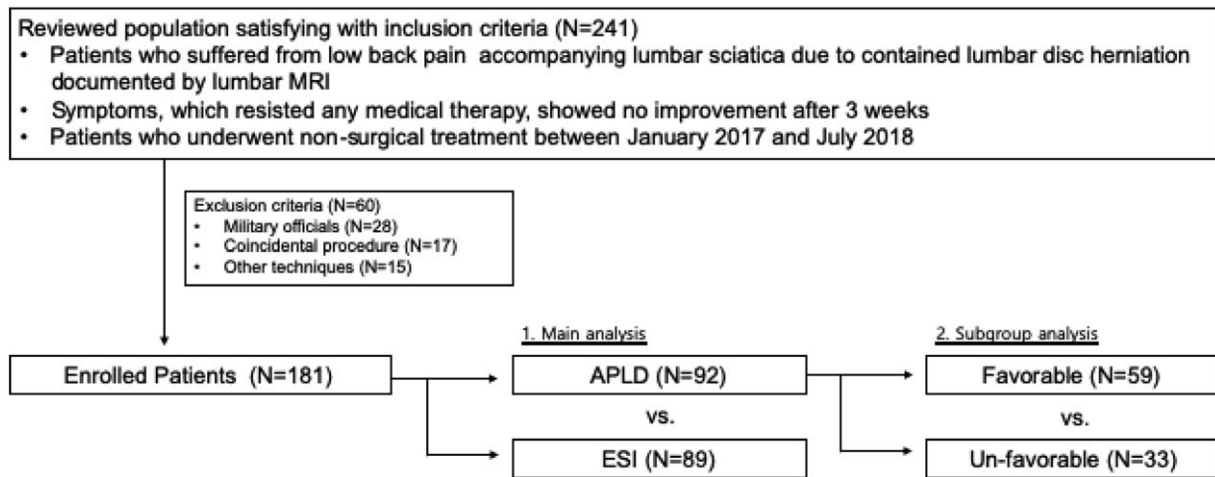 Reviewed population satisfying with inclusion criteria (N=241)
• Patients who suffered from low back pain accompanying lumbar sciatica due to contained lumbar disc herniation
documented by lumbar MRI
• Symptoms, which resisted any medical therapy, showed no improvement after 3 weeks
• Patients who underwent non-surgical treatment between January 2017 and July 2018
Exclusion criteria (N=60)
• Military officials (N=28)
• Coincidental procedure (N=17)
• Other techniques (N=15)
Enrolled Patients (N=181)
1. Main analysis
APLD (N=92)
vs.
ESI (N=89)
2. Subgroup analysis
Favorable (N=59)
vs.
Un-favorable (N=33)